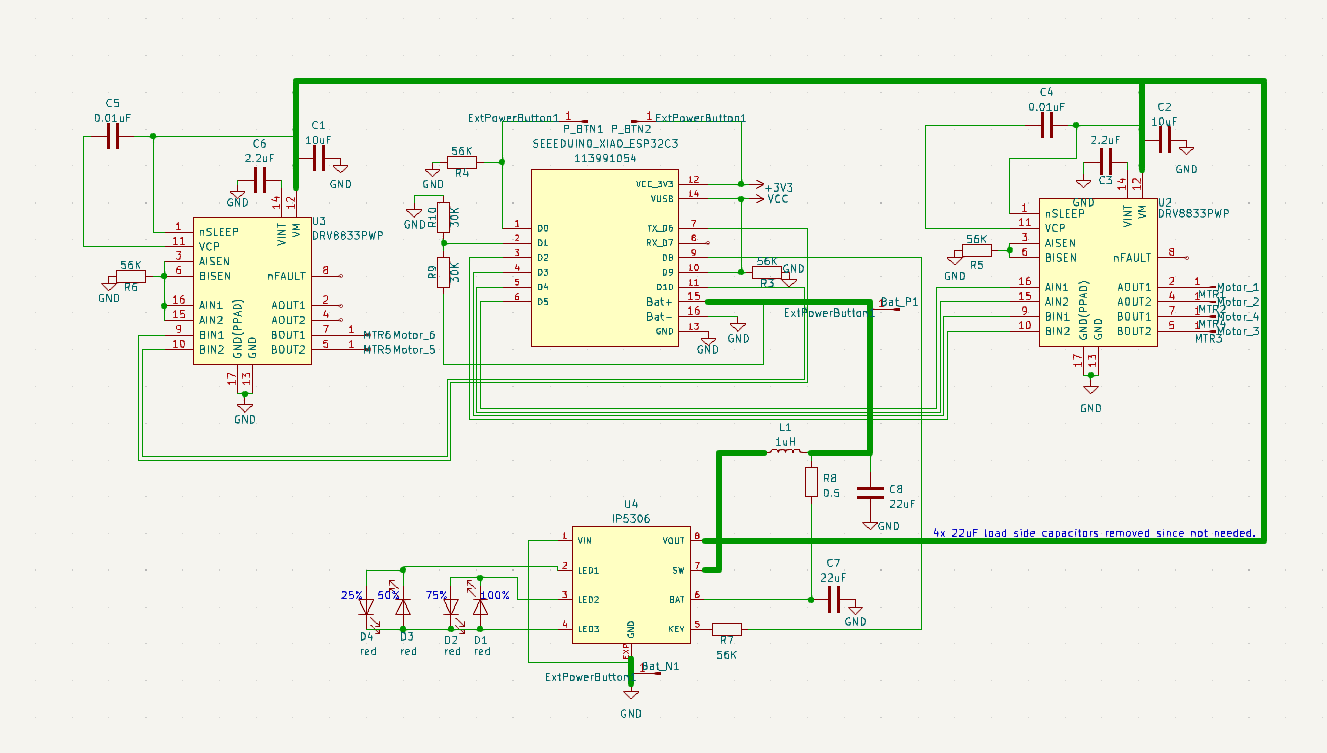 C5
0.01uF
C6
2.2uF
C1
10uF
GND
GND
U3
DRV8833PWP
14
12
VINT
VM
1
nSLEEP
11
VCP
3
AISEN
6
BISEN
nFAULT
8
56K
R6
GND
16
AIN1
AOUT1
2
15
AIN2
AOUT2
4
9
BIN1
BOUT1
7
1
MTR6
Motor_6
10
BIN2
BOUT2
5
1
MTR5
Motor_5
GND(PPAD)
GND
17
13
GND
ExtPowerButton1
1
1
ExtPowerButton1
P_BTN1
P_BTN2
SEEEDUINO_XIAO_ESP32C3
113991054
56K
R4
GND
GND
R10
30K
R9
30K
1
D0
2
D1
3
D2
4
D3
5
D4
6
D5
VCC_3V3
12
+3V3
VUSB
14
VCC
TX_D6
7
RX_D7
8
D8
9
D9
10
D10
11
Bat+
15
Bat-
16
GND
13
GND
GND
56K
R3
GND
ExtPowerButton
1
Bat_P1
C4
0.01uF
C2
10uF
GND
2.2uF
C3
GND
U2
DRV8833PWP
14
12
VINT
VM
1
nSLEEP
11
VCP
3
AISEN
6
BISEN
nFAULT
8
56K
R5
GND
16
AIN1
AOUT1
2
1
Motor_1
MTR1
15
AIN2
AOUT2
4
1
Motor_2
MTR2
9
BIN1
BOUT1
7
1
Motor_4
MTR4
10
BIN2
BOUT2
5
1
Motor_3
MTR3
GND(PPAD)
GND
17
13
GND
L1
1uH
R8
0.5
C8
22uF
GND
4x 22uF load side capacitors removed since not needed.
U4
IP5306
1
VIN
VOUT
8
2
LED1
SW
7
3
LED2
BAT
6
4
LED3
KEY
5
GND
EXP
C7
22uF
GND
R7
56K
25%
50%
75%
100%
D4
red
D3
red
D2
red
D1
red
1
Bat_N1
ExtPowerButton
GND